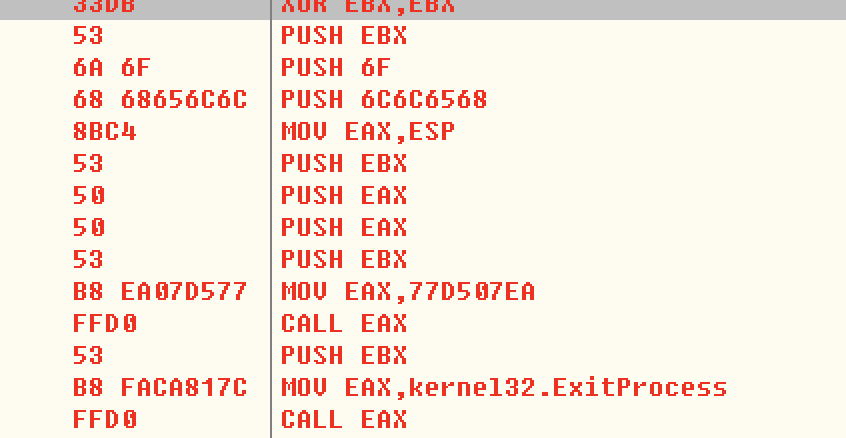 33DB XOR EBX,EBX
53 PUSH EBX
6A 6F PUSH 6F
68 68656C6C PUSH 6C6C6568
8BC4 MOV EAX,ESP
53 PUSH EBX
50 PUSH EAX
50 PUSH EAX
53 PUSH EBX
B8 EA07D577 MOV EAX,77D507EA
FFD0 CALL EAX
53 PUSH EBX
B8 FACA817C MOV EAX,kernel32.ExitProcess
FFD0 CALL EAX